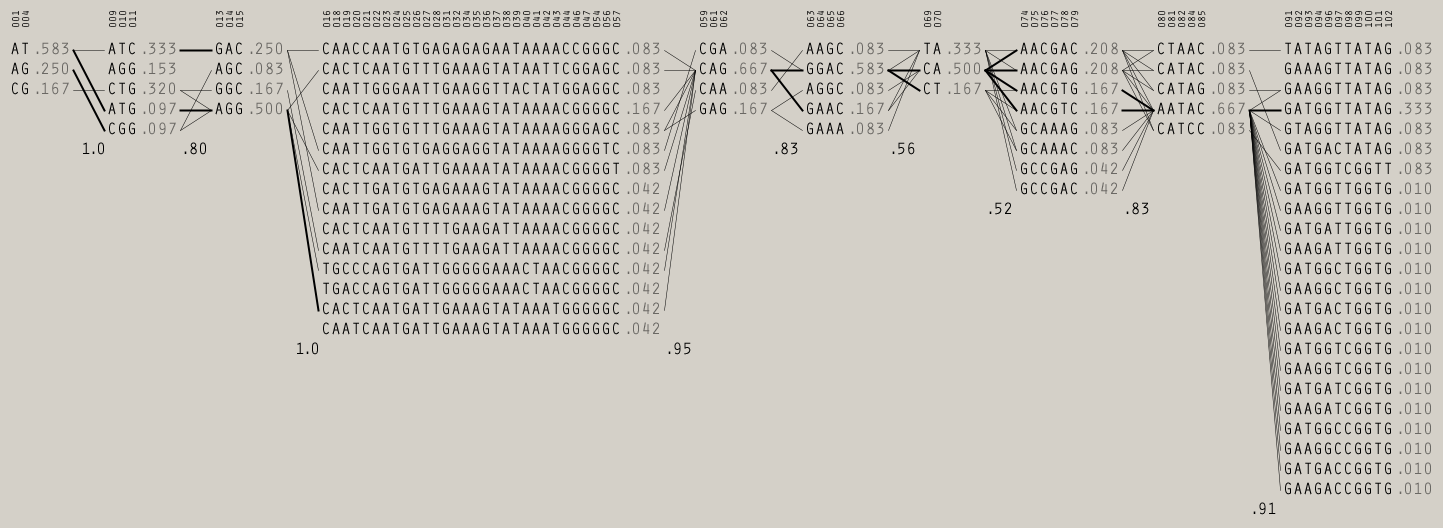 001 004 009 010 011 013 014 015 016 018 019 020 021 022 023 024 025 026 027 028 031 032 034 035 036 037 038 039 040 041 042 043 044 046 047 054 056 057 059 061 062 063 064 065 066 069 070 074 075 076 077 078 079 080 081 082 084 085 091 092 093 094 096 097 098 099 100 101 102
AT .583 ATC .333 GAC .250 CAACCAATGTGAGAGAGAATAAAACCGGGC .083 CGA .083 AAGC .083 TA .333 AACGAC .208 CTAAC .083 TATAGTTATAG .083
AG .250 AGG .153 AGC .083 CACTCAATGTTTGAAAGTATAATTCGGAGC .083 CAG .667 GGAC .583 CA .500 AACGAG .208 CATAC .083 GAAAGTTATAG .083
CG .167 CTG .320 GGC .167 CAATTGGGAATTGAAGGTTACTATGGAGGC .083 CAA .083 AGGC .083 CT .167 AACGTG .167 CATAG .083 GAAGGTTATAG .083
ATG .097 AGG .500 CACTCAATGTTTGAAAGTATAAAACGGGGC .167 GAG .167 GAAC .167 AACGTC .167 AATAC .667 GATGGTTATAG .333
CGG .097 CAATTGGTGTTTGAAAGTATAAAAGGGAGC .083 GAAA .083 GCAAAG .083 CATCC .083 GTAGGTTATAG .083
1.0 .80 CAATTGGTGTGAGGAGGTATAAAAGGGGTC .083 .83 .56 GCAAAC .083 GATGACTATAG .083
CACTCAATGATTGAAAATATAAAACGGGGT .083 GCCGAG .042 GATGGTCGGTT .083
CACTTGATGTGAGAAAGTATAAAACGGGGC .042 GCCGAC .042 GATGGTTGGTG .010
CAATTGATGTGAGAAAGTATAAAACGGGGC .042 .52 .83 GAAGGTTGGTG .010
CACTCAATGTTTTGAAGATTAAAACGGGGC .042 GATGATTGGTG .010
CAATCAATGTTTTGAAGATTAAAACGGGGC .042 GAAGATTGGTG .010
TGCCCAGTGATTGGGGGAAACTAACGGGGC .042 GATGGCTGGTG .010
TGACCAGTGATTGGGGGAAACTAACGGGGC .042 GAAGGCTGGTG .010
CACTCAATGATTGAAAGTATAAATGGGGGC .042 GATGACTGGTG .010
CAATCAATGATTGAAAGTATAAATGGGGGC .042 GAAGACTGGTG .010
1.0 .95 GATGGTCGGTG .010
GAAGGTCGGTG .010
GATGATCGGTG .010
GAAGATCGGTG .010
GATGGCCGGTG .010
GAAGGCCGGTG .010
GATGACCGGTG .010
GAAGACCGGTG .010
.91